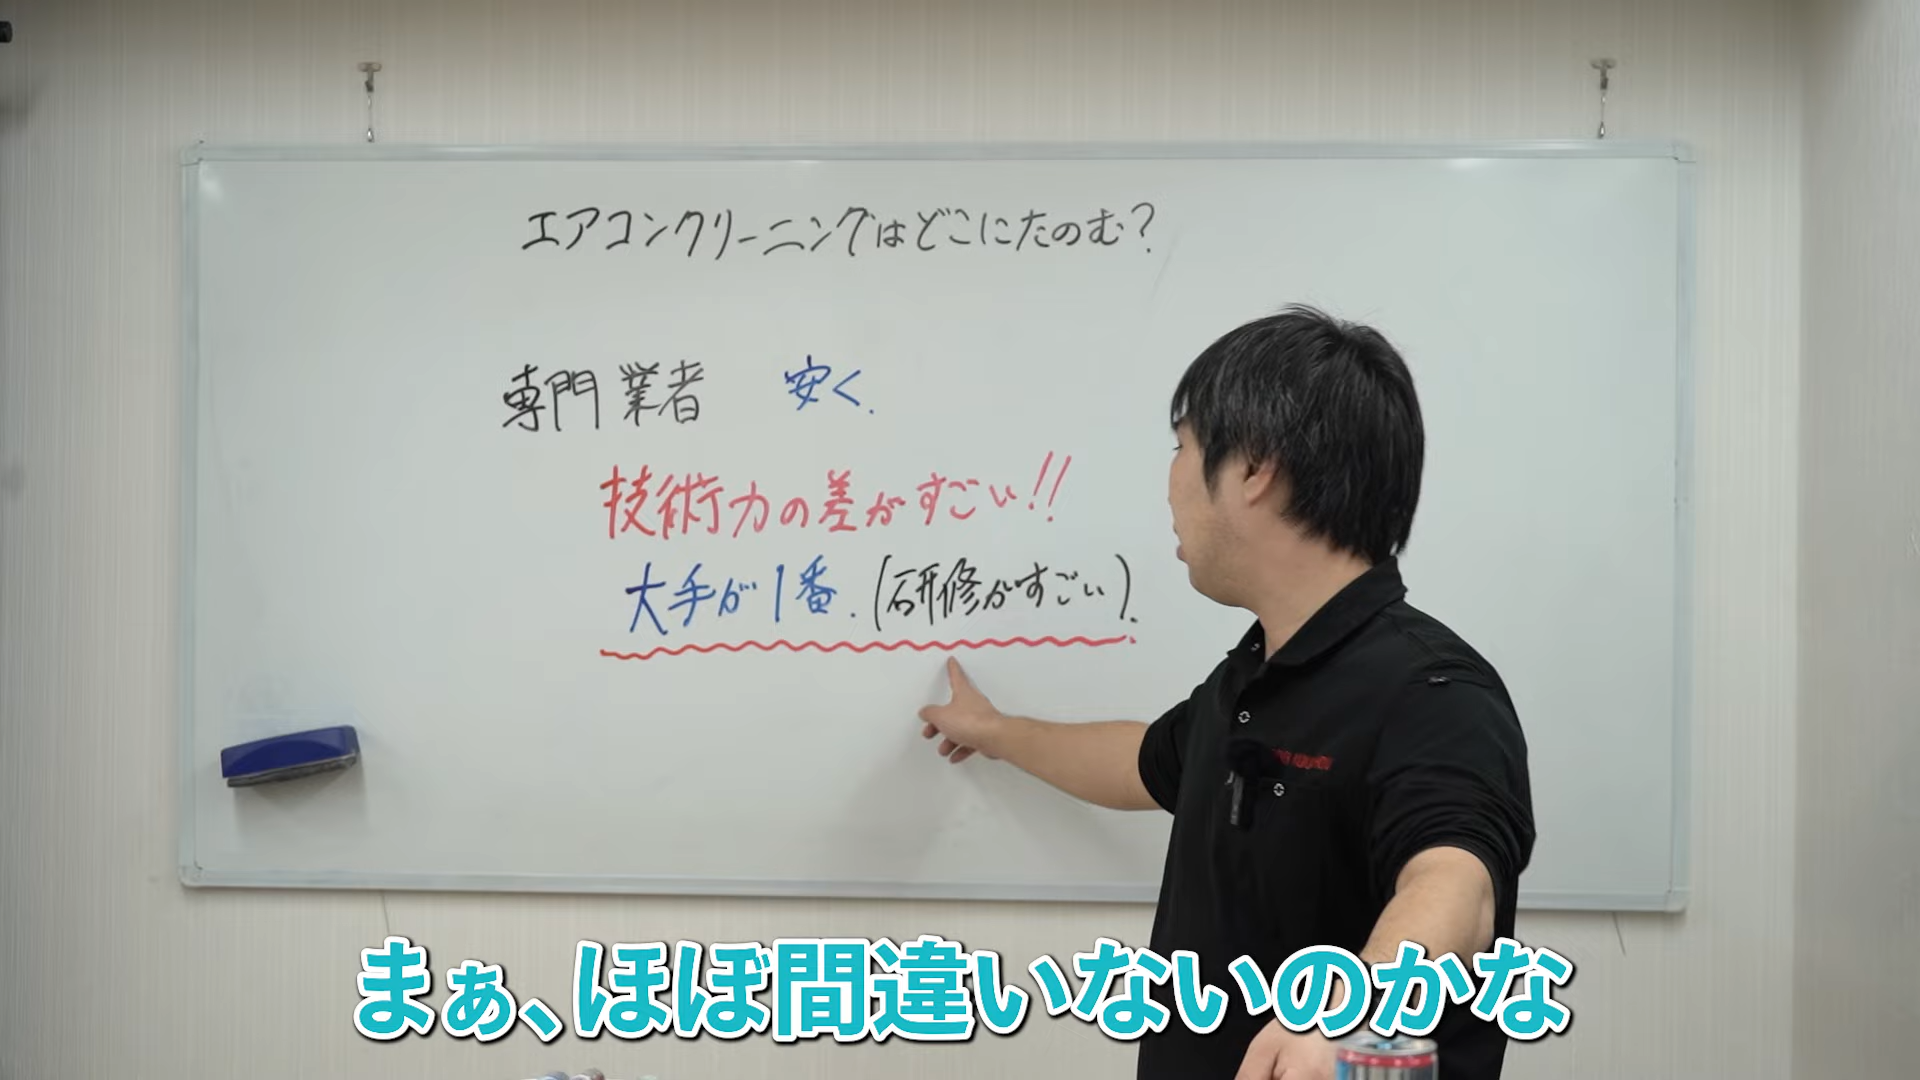 エアコンクリーニングはどこにたのむ?
専門業者 安く.
技術力の差がすごい!!
大手が1番.(研修がすごい).
まぁ、ほぼ間違いないのかな